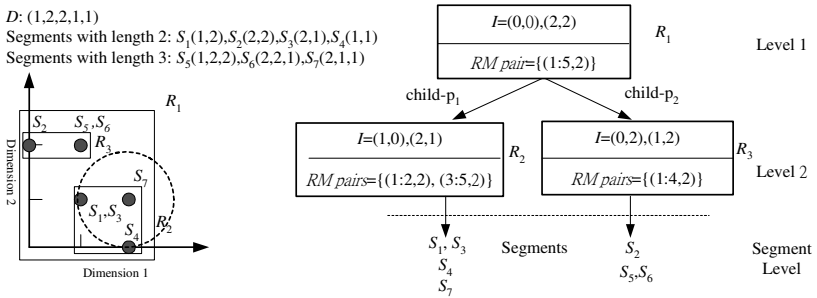 D: (1,2,2,1,1)
Segments with length 2: S1(1,2),S2(2,2),S3(2,1),S4(1,1)
Segments with length 3: S5(1,2,2),S6(2,2,1),S7(2,1,1)
R1
S2
S5,S6
R3
S7
S1,S3
R2
S4
Dimension 2
Dimension 1
I=(0,0),(2,2)
RM pair={(1:5,2)}
R1
Level 1
child-p1
child-p2
I=(1,0),(2,1)
RM pairs={(1:2,2), (3:5,2)}
R2
I=(0,2),(1,2)
RM pairs={(1:4,2)}
R3
Level 2
S1, S3
S4
S7
Segments
S2
S5,S6
Segment
Level